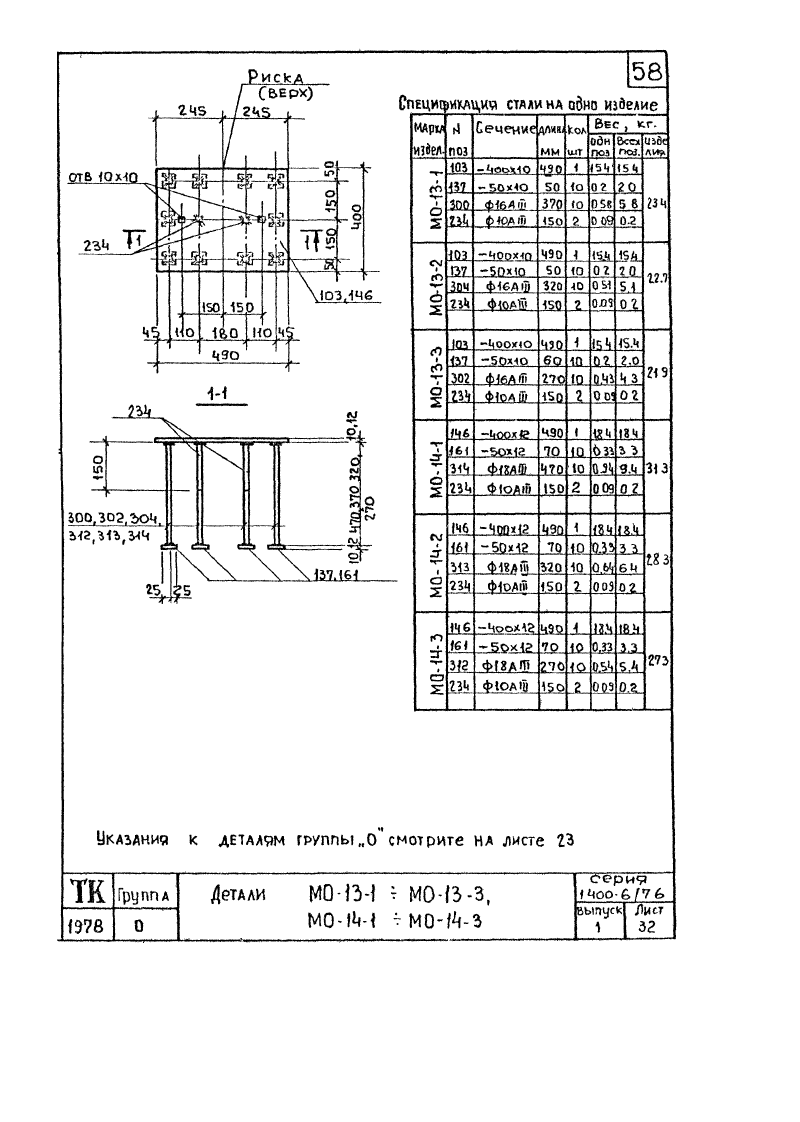 58
Риска
(верх)
245 245
отв 10х10
50
150
400
150
50
1 1
234
103,146
150 150
45 110 180 110 45
490
1-1
234
10,12
150
470,370 320,
270
300,302,304,
312,313,314
10,12
137,161
25 25
Спецификация стали на одно изделие
Марка издел. N поз Сечение Длина мм Кол шт Вес, кг. одн поз Всех поз. изделия
МО-13-1 23 4
103 –400х10 490 1 15 4 15 4
137 –50х10 50 10 0 2 2 0
300 ф16АIII 370 10 0.58 5 8
234 ф10АIII 150 2 0 09 0.2
МО-13-2 22.7
103 –400х10 490 1 15.4 15.4
137 –50х10 50 10 0 2 2 0
304 ф16АIII 320 10 0.51 5.1
234 ф10АIII 150 2 0.09 0 2
МО-13-3 21 9
103 –400х10 490 1 15 4 15.4
137 –50х10 60 10 0.2 2.0
302 ф16АIII 270 10 0,43 4 3
234 ф10АIII 150 2 0 09 0 2
МО-14-1 31 3
146 –400х12 490 1 18 4 18 4
161 –50х12 70 10 0.33 3 3
314 ф18АIII 470 10 0.94 9.4
234 ф10АIII 150 2 0 09 0 2
МО-14-2 28 3
146 –400х12 490 1 18 4 18.4
161 –50х12 70 10 0.33 3 3
313 ф18АIII 320 10 0,64 6 4
234 ф10АIII 150 2 0 09 0.2
МО-14-3 27 3
146 –400х12 490 1 18.4 18.4
161 –50х12 70 10 0,33 3.3
312 ф18АIII 270 10 0,54 5.4
234 ф10АIII 150 2 0 09 0.2
Указания к деталям группы „О" смотрите на листе 23
ТК Группа Детали МО-13-1 ÷ МО-13-3, серия 1400-6/76
1978 0 МО-14-1 ÷ МО-14-3 выпуск 1 Лист 32